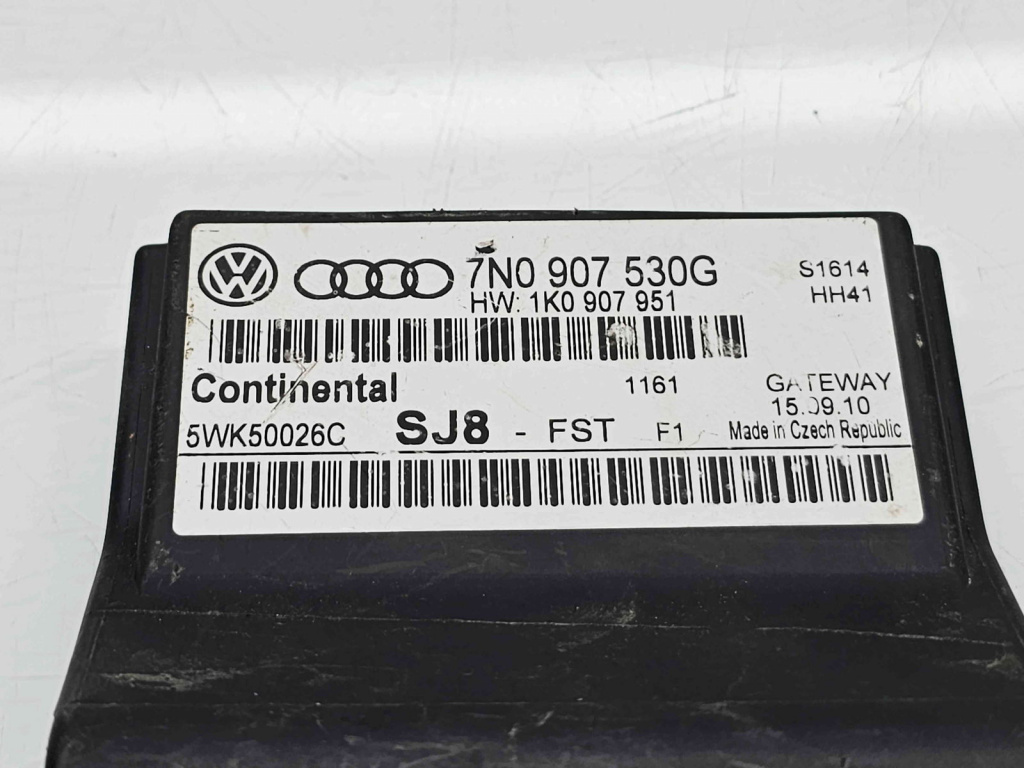 7N0 907 530G
S1614
HW: 1K0 907 951
HH41
Continental
1161
GATEWAY
15.09.10
5WK50026C
SJ8 - FST F1
Made in Czech Republic